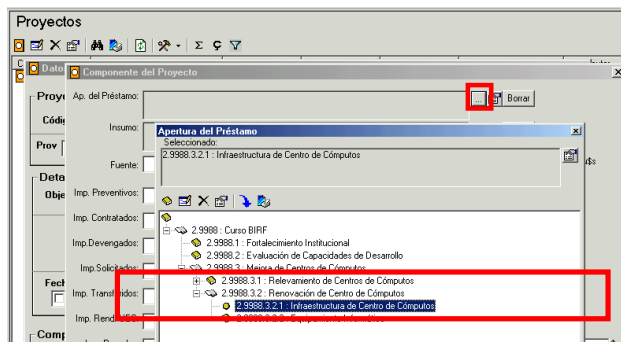 Proyectos
Dato
Componente del Proyecto
Proye
Ap. del Préstamo:
...
Borrar
Códig
Insumo:
Prov
Apertura del Préstamo
Seleccionado:
2.9988.3.2.1 : Infraestructura de Centro de Cómputos
u$s
Fuente:
Deta
Obje
Imp. Preventivos:
Imp. Contratados:
2.9988 : Curso BIRF
Imp.Devengados:
2.9988.1 : Fortalecimiento Institucional
2.9988.2 : Evaluación de Capacidades de Desarrollo
Imp.Solicitados:
2.9988.3 : Mejora de Centros de Cómputos
Fech
2.9988.3.1 : Relevamiento de Centros de Cómputos
Imp. Transferidos:
2.9988.3.2 : Renovación de Centro de Cómputos
2.9988.3.2.1 : Infraestructura de Centro de Cómputos
Imp. Rend
Comp